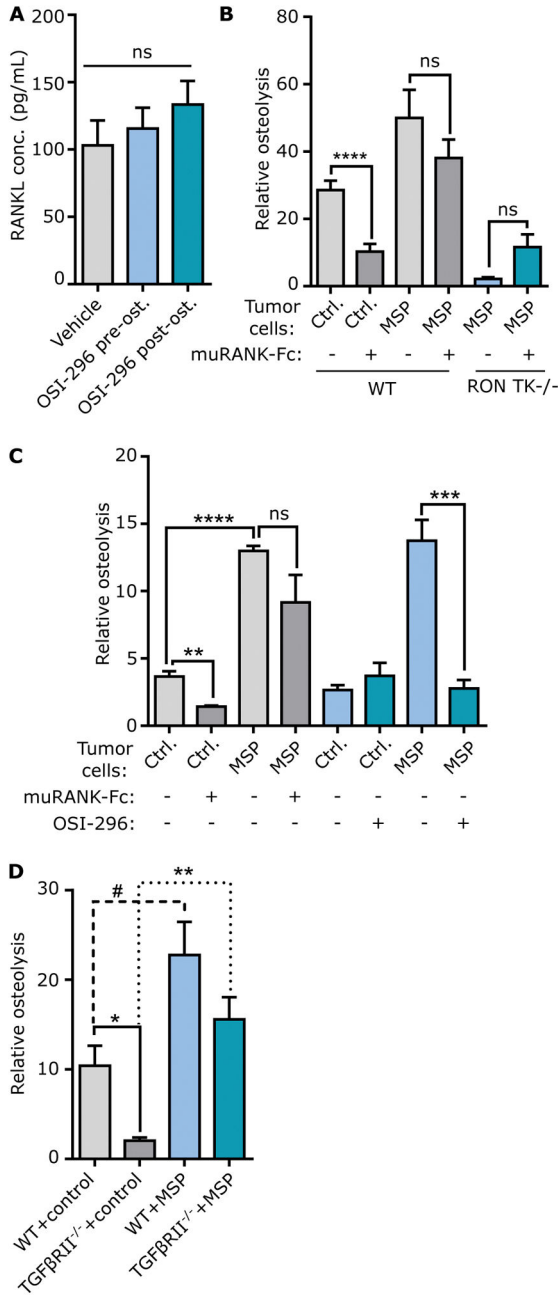 A
RANKL conc. (pg/mL)
200
150
100
50
0
ns
Vehicle
OSI-296 pre-ost.
OSI-296 post-ost.
B
Relative osteolysis
80
60
40
20
0
****
ns
ns
Tumor cells:
Ctrl. Ctrl. MSP MSP MSP MSP
muRANK-Fc: - + - + - +
WT RON TK-/-
C
Relative osteolysis
20
15
10
5
0
****
ns
**
***
Tumor cells:
Ctrl. Ctrl. MSP MSP Ctrl. Ctrl. MSP MSP
muRANK-Fc: - + - + - - - -
OSI-296: - - - - - + - +
D
Relative osteolysis
30
20
10
0
#
**
*
WT+control
TGFβRII-/-+control
WT+MSP
TGFβRII-/-+MSP